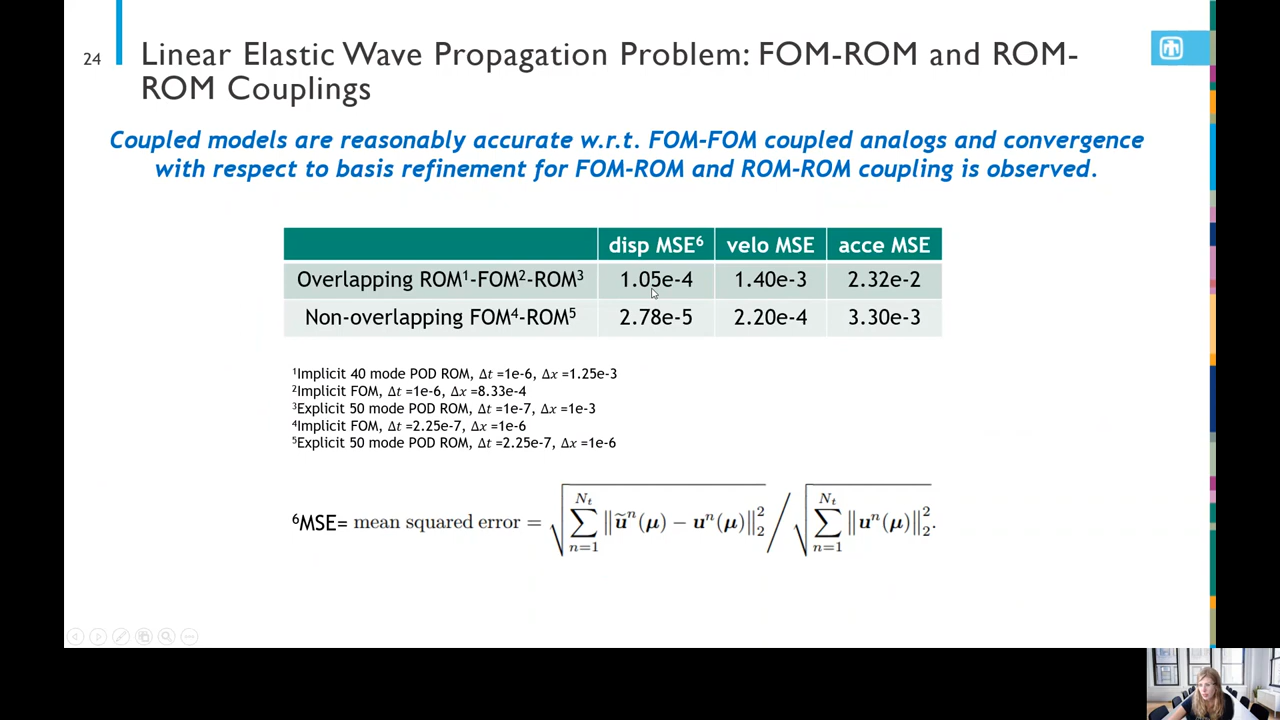 24
Linear Elastic Wave Propagation Problem: FOM-ROM and ROM-
ROM Couplings
Coupled models are reasonably accurate w.r.t. FOM-FOM coupled analogs and convergence
with respect to basis refinement for FOM-ROM and ROM-ROM coupling is observed.
disp MSE⁶ velo MSE acce MSE
Overlapping ROM¹-FOM²-ROM³ 1.05e-4 1.40e-3 2.32e-2
Non-overlapping FOM⁴-ROM⁵ 2.78e-5 2.20e-4 3.30e-3
¹Implicit 40 mode POD ROM, Δt =1e-6, Δx =1.25e-3
²Implicit FOM, Δt =1e-6, Δx =8.33e-4
³Explicit 50 mode POD ROM, Δt =1e-7, Δx =1e-3
⁴Implicit FOM, Δt =2.25e-7, Δx =1e-6
⁵Explicit 50 mode POD ROM, Δt =2.25e-7, Δx =1e-6
⁶MSE= mean squared error = √(∑_{n=1}^{N_t} ||ũⁿ(μ) − uⁿ(μ)||₂²) / √(∑_{n=1}^{N_t} ||uⁿ(μ)||₂²).